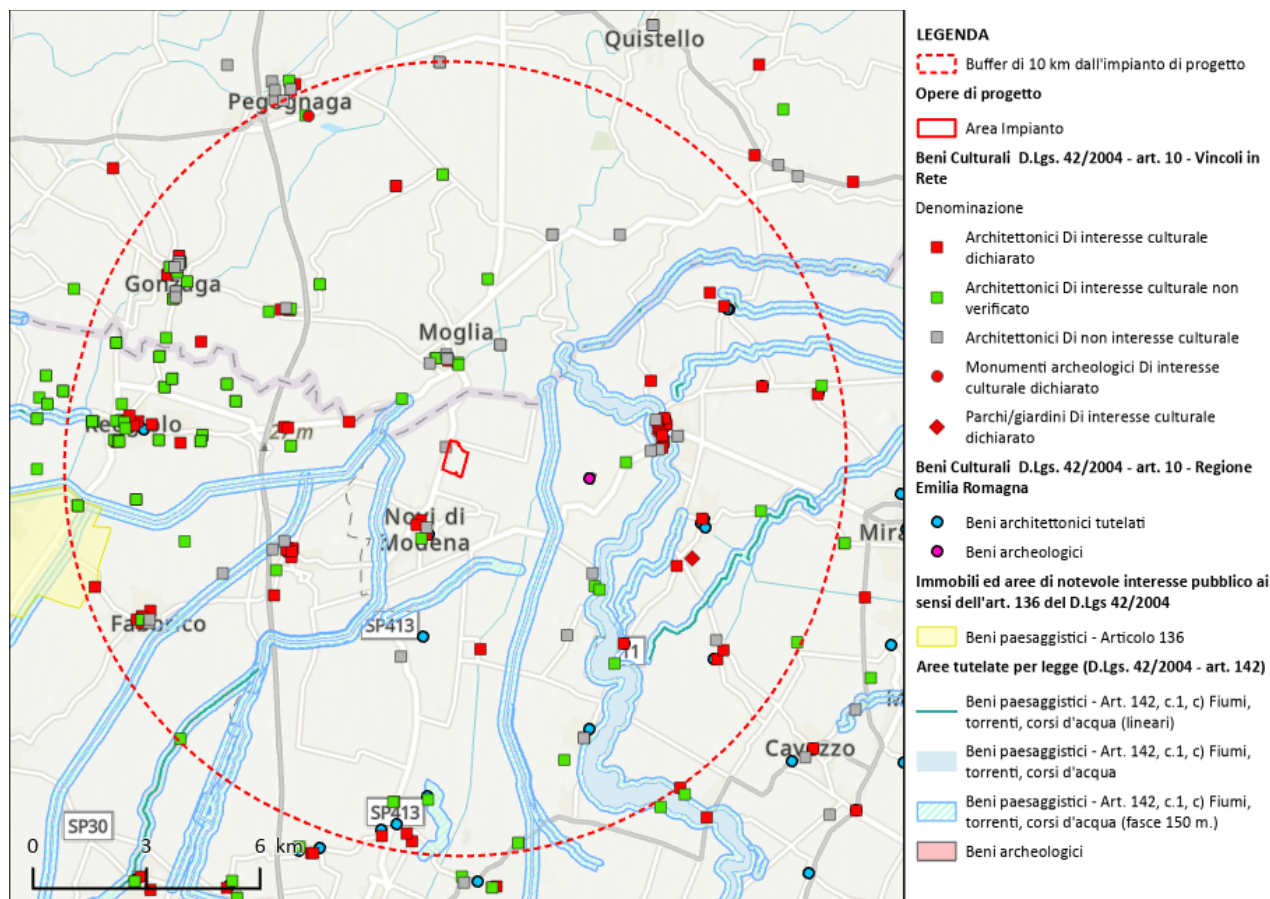 Quistello
Pegognaga
Gonzaga
Moglia
Novi di
Modena
Fabbrico
SP413
11
Cavezzo
SP413
SP30
0
3
6 km
LEGENDA
Buffer di 10 km dall'impianto di progetto
Opere di progetto
Area Impianto
Beni Culturali D.Lgs. 42/2004 - art. 10 - Vincoli in
Rete
Denominazione
Architettonici Di interesse culturale
dichiarato
Architettonici Di interesse culturale non
verificato
Architettonici Di non interesse culturale
Monumenti archeologici Di interesse
culturale dichiarato
Parchi/giardini Di interesse culturale
dichiarato
Beni Culturali D.Lgs. 42/2004 - art. 10 - Regione
Emilia Romagna
Beni architettonici tutelati
Beni archeologici
Immobili ed aree di notevole interesse pubblico ai
sensi dell'art. 136 del D.Lgs 42/2004
Beni paesaggistici - Articolo 136
Aree tutelate per legge (D.Lgs. 42/2004 - art. 142)
Beni paesaggistici - Art. 142, c.1, c) Fiumi,
torrenti, corsi d'acqua (lineari)
Beni paesaggistici - Art. 142, c.1, c) Fiumi,
torrenti, corsi d'acqua
Beni paesaggistici - Art. 142, c.1, c) Fiumi,
torrenti, corsi d'acqua (fasce 150 m.)
Beni archeologici